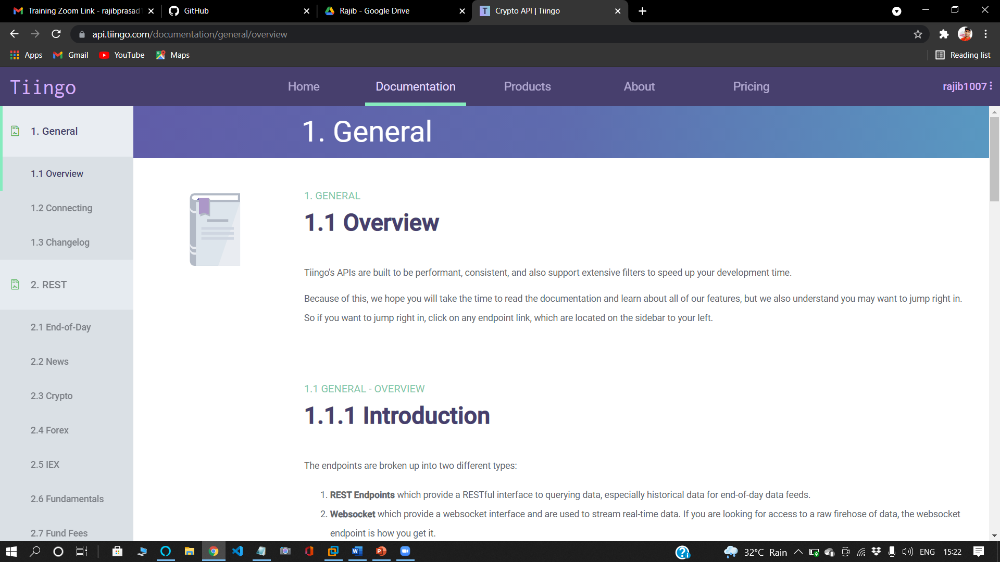 Training Zoom Link - rajibprasad
GitHub
Rajib - Google Drive
T
Crypto API | Tiingo
api.tiingo.com/documentation/general/overview
Apps
Gmail
YouTube
Maps
Reading list
Tiingo
Home
Documentation
Products
About
Pricing
rajib1007
1. General
1.1 Overview
1.2 Connecting
1.3 Changelog
2. REST
2.1 End-of-Day
2.2 News
2.3 Crypto
2.4 Forex
2.5 IEX
2.6 Fundamentals
2.7 Fund Fees
1. General
1. GENERAL
1.1 Overview
Tiingo's APIs are built to be performant, consistent, and also support extensive filters to speed up your development time.
Because of this, we hope you will take the time to read the documentation and learn about all of our features, but we also understand you may want to jump right in.
So if you want to jump right in, click on any endpoint link, which are located on the sidebar to your left.
1.1 GENERAL - OVERVIEW
1.1.1 Introduction
The endpoints are broken up into two different types:
1. REST Endpoints which provide a RESTful interface to querying data, especially historical data for end-of-day data feeds.
2. Websocket which provide a websocket interface and are used to stream real-time data. If you are looking for access to a raw firehose of data, the websocket
endpoint is how you get it.
32°C Rain
ENG
15:22